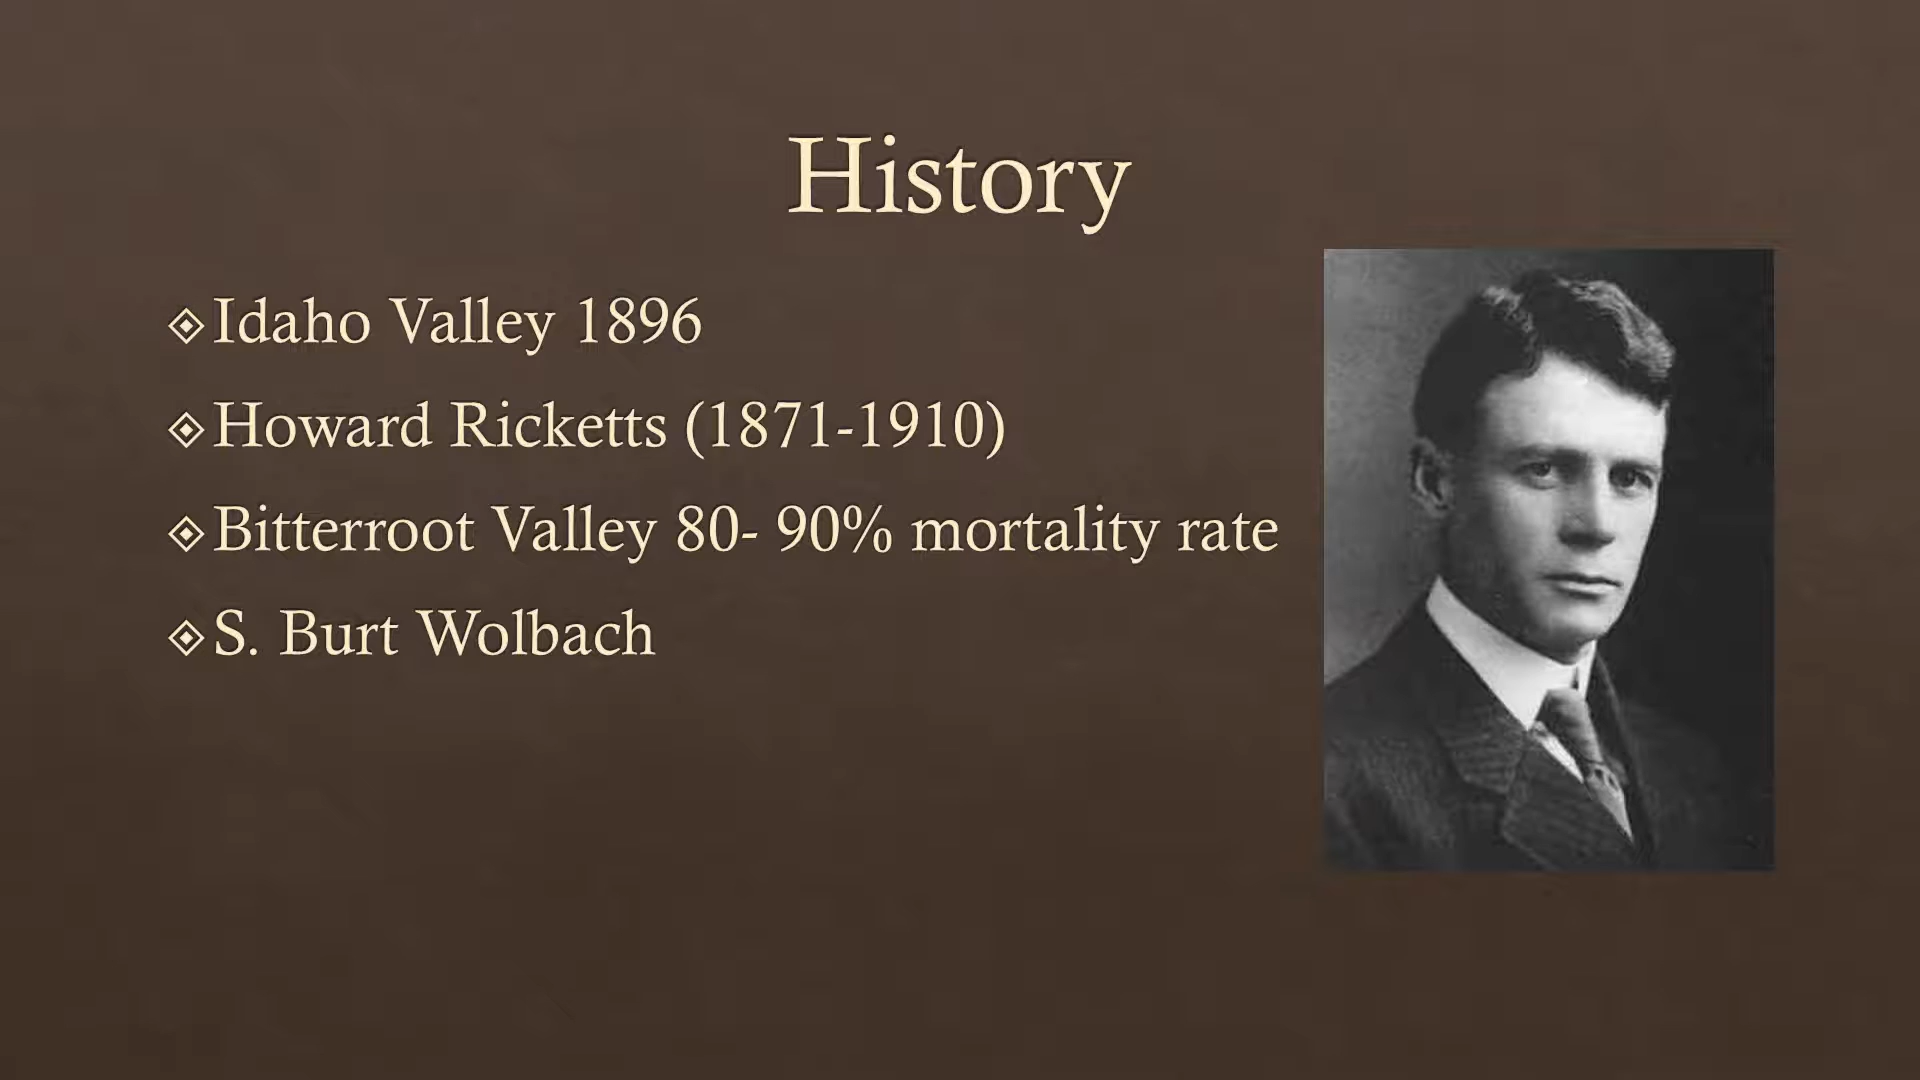 History
Idaho Valley 1896
Howard Ricketts (1871-1910)
Bitterroot Valley 80- 90% mortality rate
S. Burt Wolbach